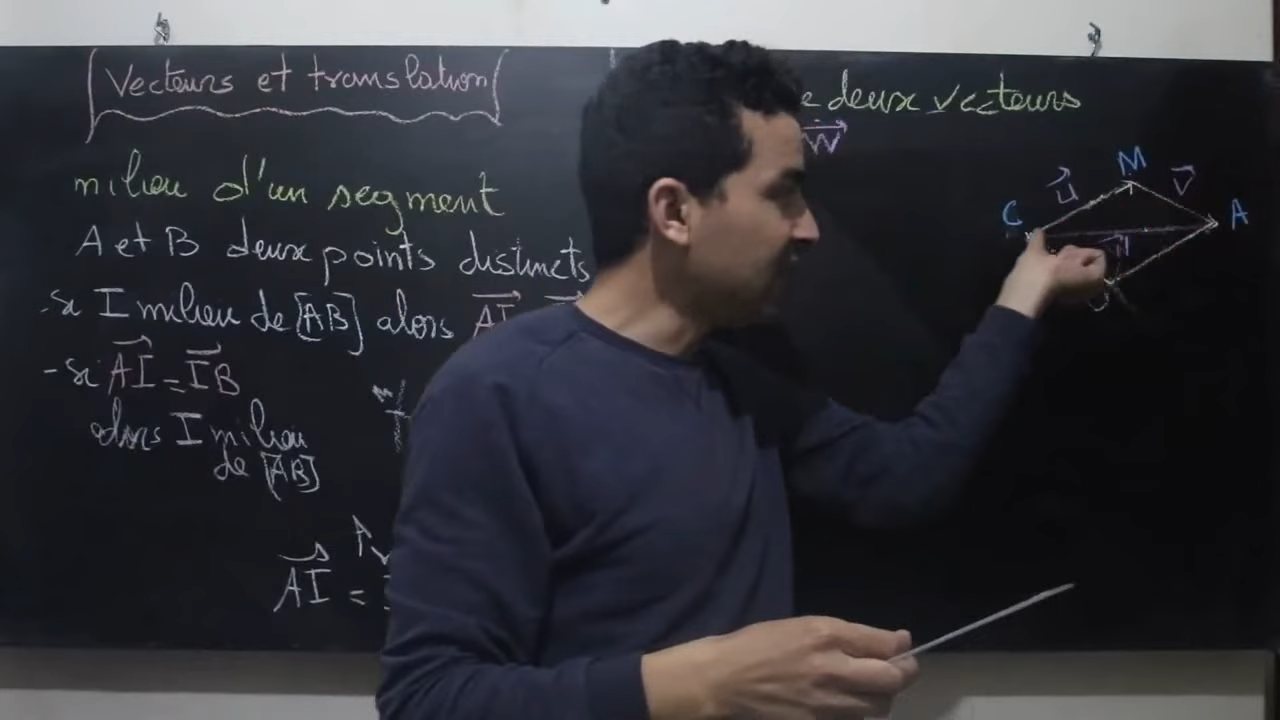 Vecteurs et translation
milieu d'un segment
A et B deux points distincts
-si I milieu de [AB] alors AI
-si AI = IB
alors I milieu
de [AB]
A
AI =
deux vecteurs
W
M
u
v
C
A